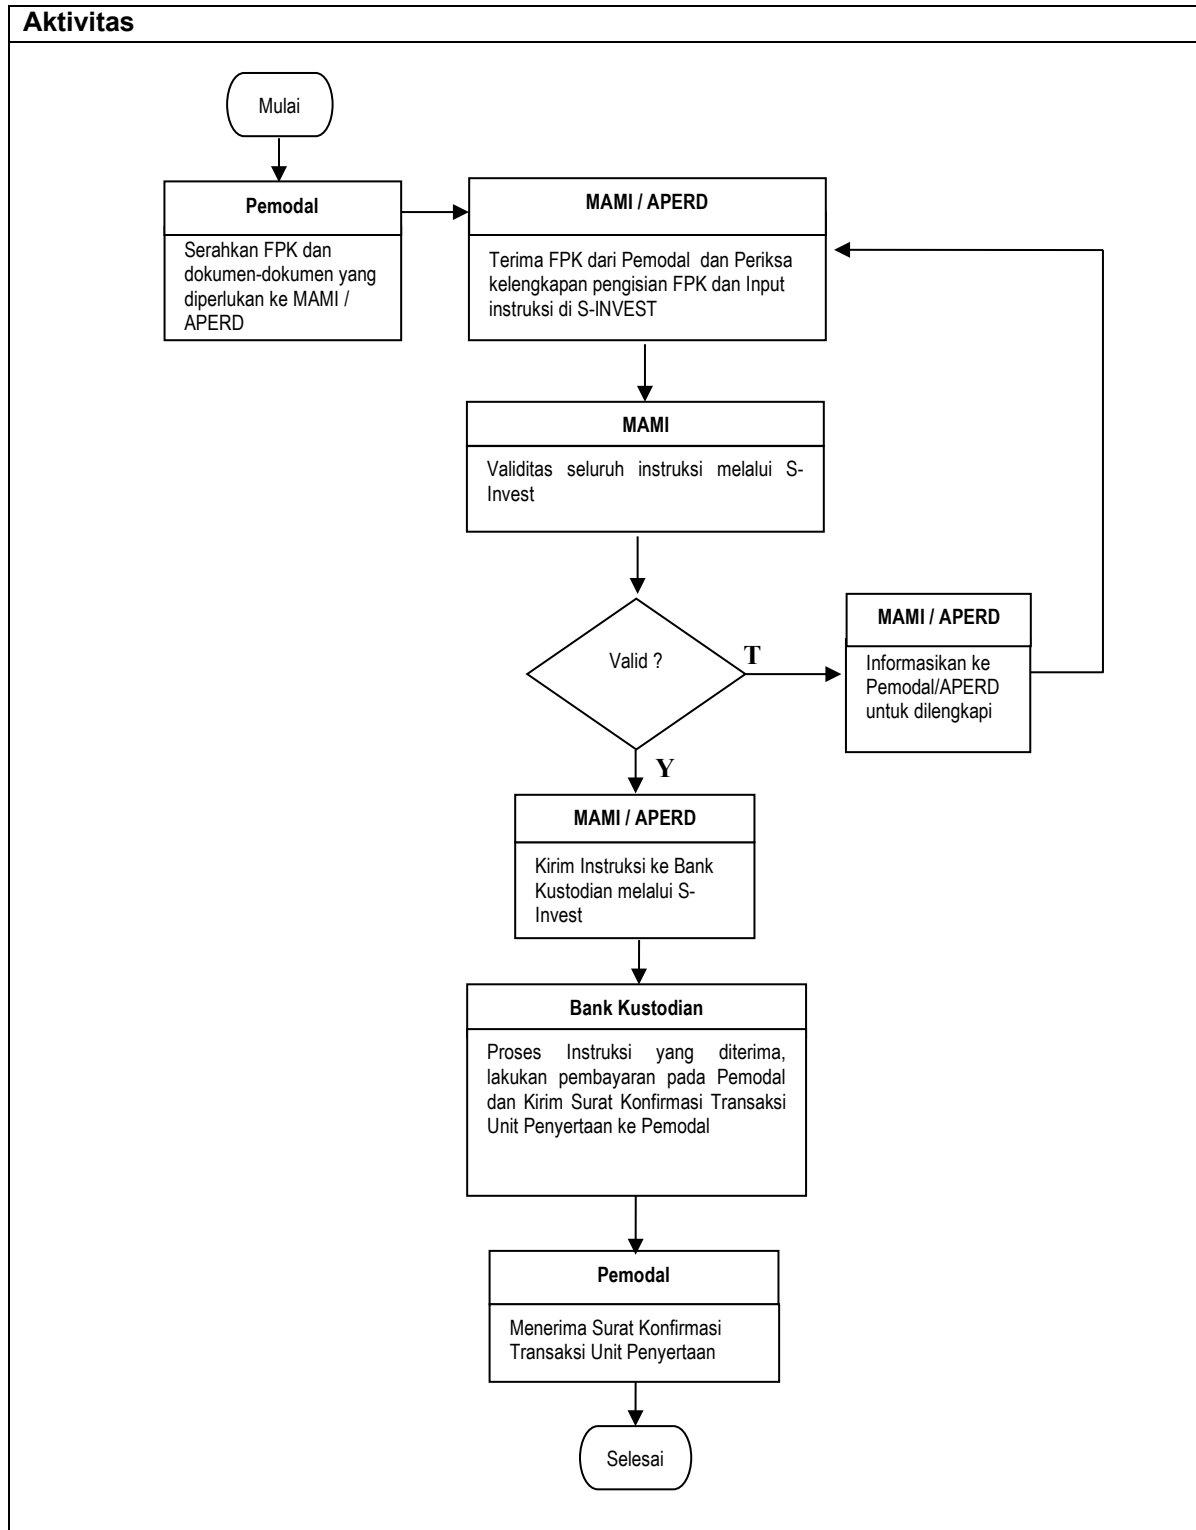 Aktivitas
Mulai
Pemodal
Serahkan FPK dan
dokumen-dokumen yang
diperlukan ke MAMI /
APERD
MAMI / APERD
Terima FPK dari Pemodal dan Periksa
kelengkapan pengisian FPK dan Input
instruksi di S-INVEST
MAMI
Validitas seluruh instruksi melalui S-
Invest
Valid ?
T
MAMI / APERD
Informasikan ke
Pemodal/APERD
untuk dilengkapi
Y
MAMI / APERD
Kirim Instruksi ke Bank
Kustodian melalui S-
Invest
Bank Kustodian
Proses Instruksi yang diterima,
lakukan pembayaran pada Pemodal
dan Kirim Surat Konfirmasi Transaksi
Unit Penyertaan ke Pemodal
Pemodal
Menerima Surat Konfirmasi
Transaksi Unit Penyertaan
Selesai